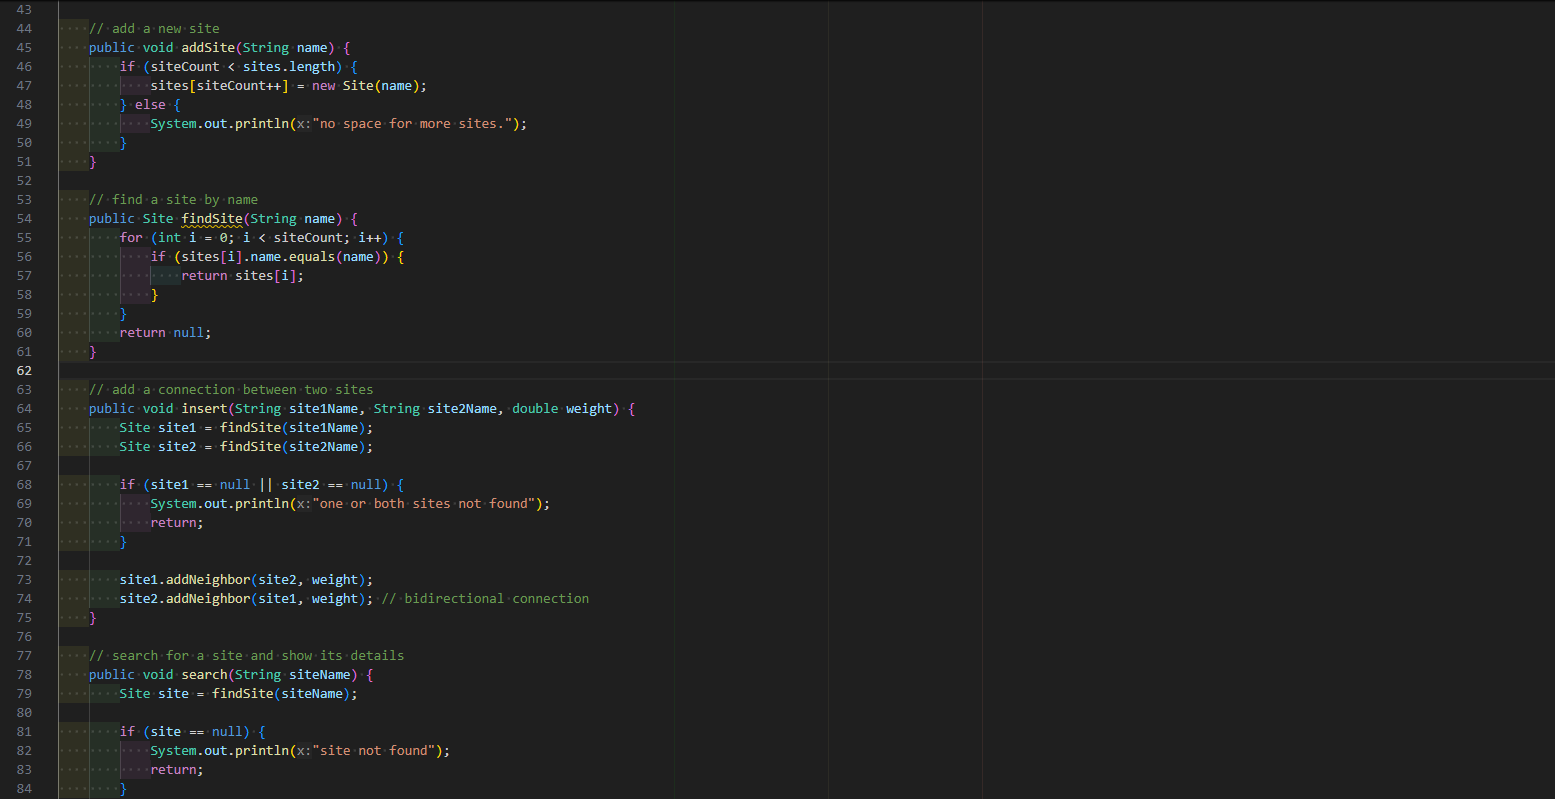 43
44 // add a new site
45 public void addSite(String name) {
46 if (siteCount < sites.length) {
47 sites[siteCount++] = new Site(name);
48 } else {
49 System.out.println(x:"no space for more sites.");
50 }
51 }
52
53 // find a site by name
54 public Site findSite(String name) {
55 for (int i = 0; i < siteCount; i++) {
56 if (sites[i].name.equals(name)) {
57 return sites[i];
58 }
59 }
60 return null;
61 }
62
63 // add a connection between two sites
64 public void insert(String site1Name, String site2Name, double weight) {
65 Site site1 = findSite(site1Name);
66 Site site2 = findSite(site2Name);
67
68 if (site1 == null || site2 == null) {
69 System.out.println(x:"one or both sites not found");
70 return;
71 }
72
73 site1.addNeighbor(site2, weight);
74 site2.addNeighbor(site1, weight); // bidirectional connection
75 }
76
77 // search for a site and show its details
78 public void search(String siteName) {
79 Site site = findSite(siteName);
80
81 if (site == null) {
82 System.out.println(x:"site not found");
83 return;
84 }